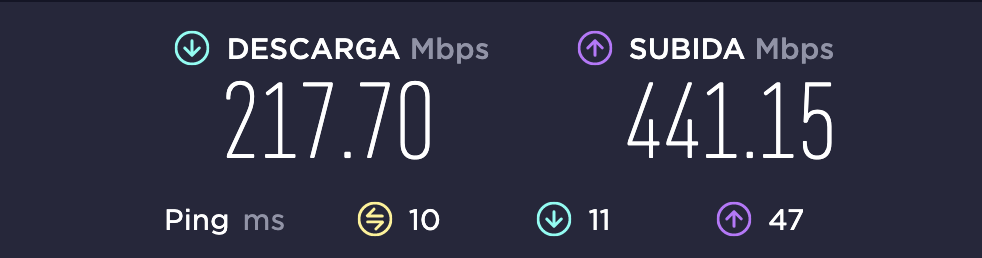 DESCARGA Mbps SUBIDA Mbps
217.70 441.15
Ping ms 10 11 47